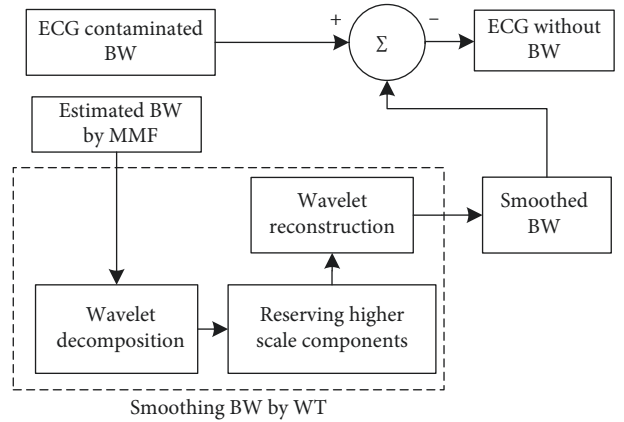 ECG contaminated
BW
+
Σ
−
ECG without
BW
Estimated BW
by MMF
Wavelet
reconstruction
Smoothed
BW
Wavelet
decomposition
Reserving higher
scale components
Smoothing BW by WT